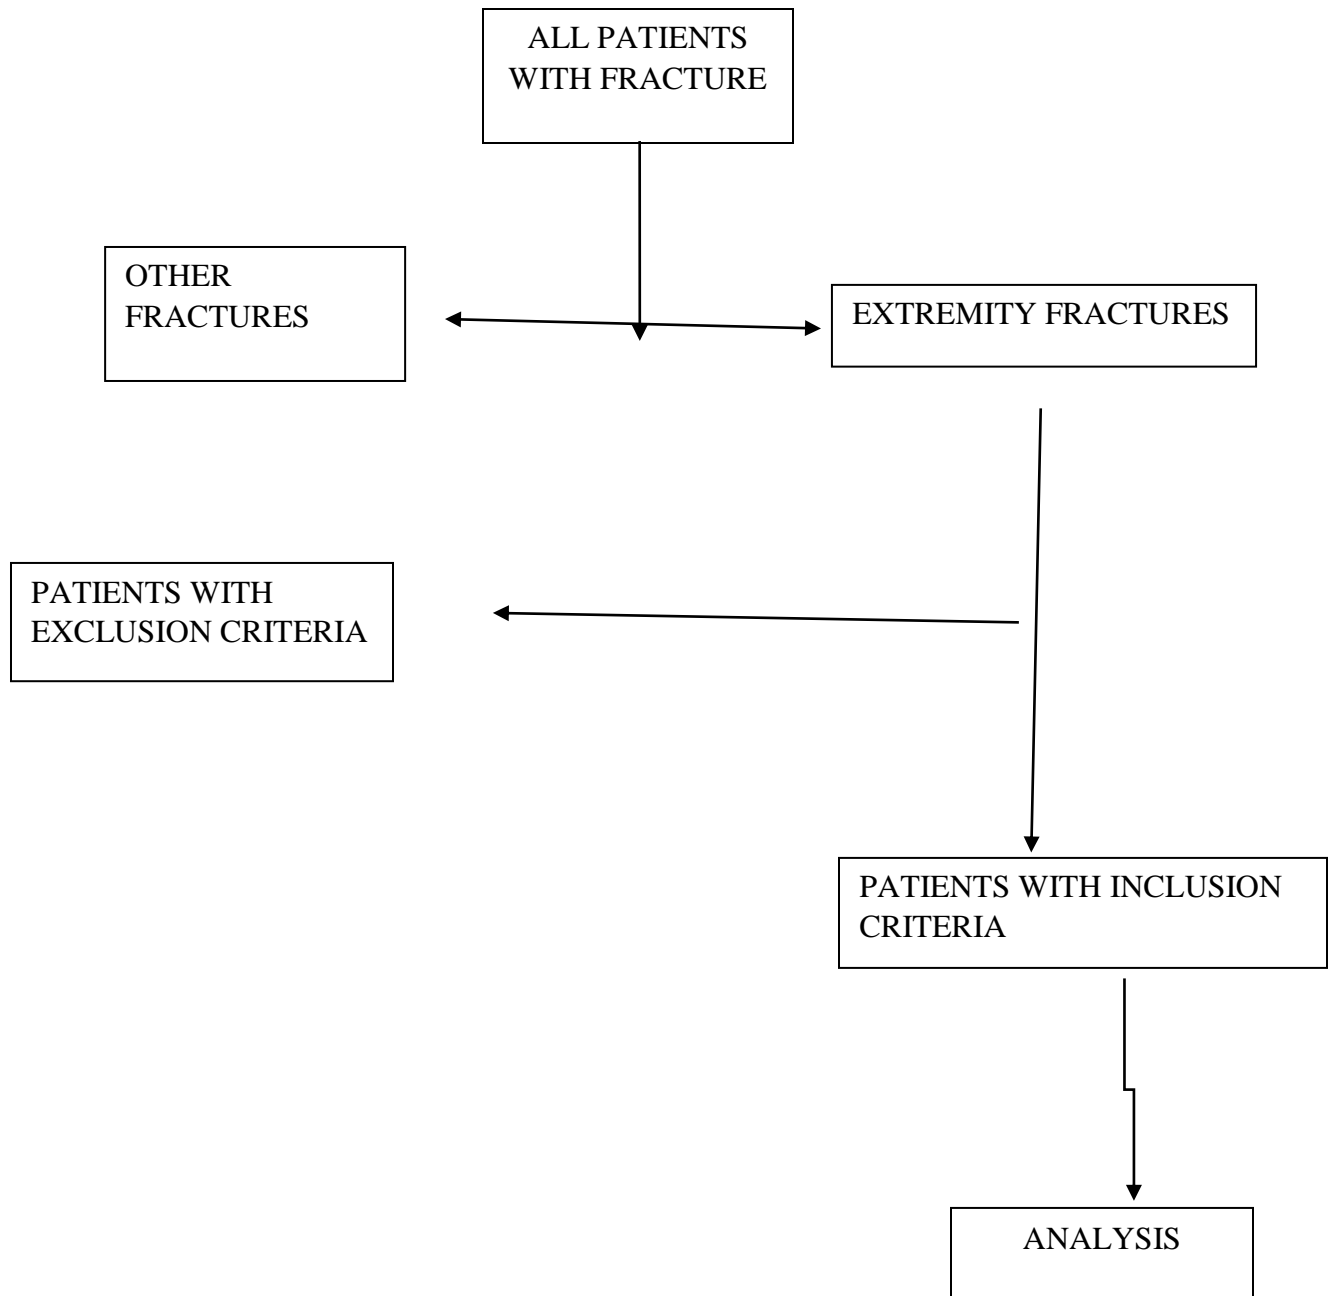 ALL PATIENTS
WITH FRACTURE
OTHER
FRACTURES
EXTREMITY FRACTURES
PATIENTS WITH
EXCLUSION CRITERIA
PATIENTS WITH INCLUSION
CRITERIA
ANALYSIS